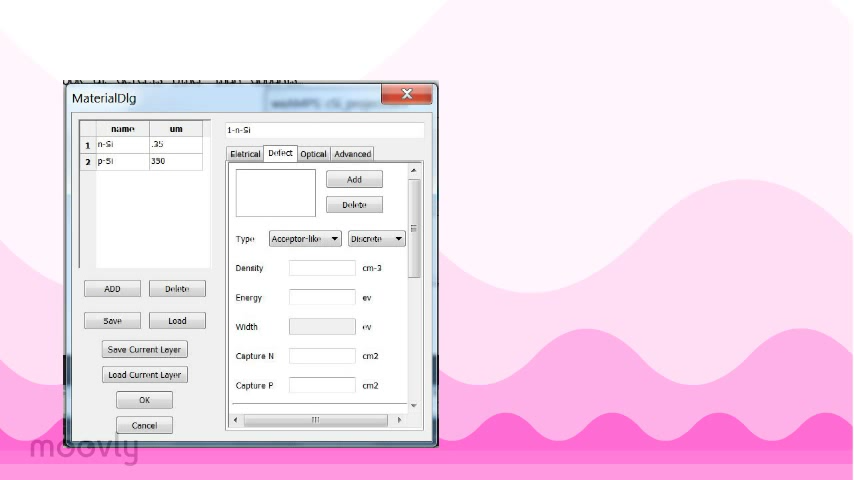 MaterialDlg
name um
1 n-Si .35
2 p-Si 350
ADD Delete
Save Load
Save Current Layer
Load Current Layer
OK
Cancel
1-n-Si
Eletrical Defect Optical Advanced
Add
Delete
Type Acceptor-like Discrete
Density cm-3
Energy ev
Width ev
Capture N cm2
Capture P cm2
moovly